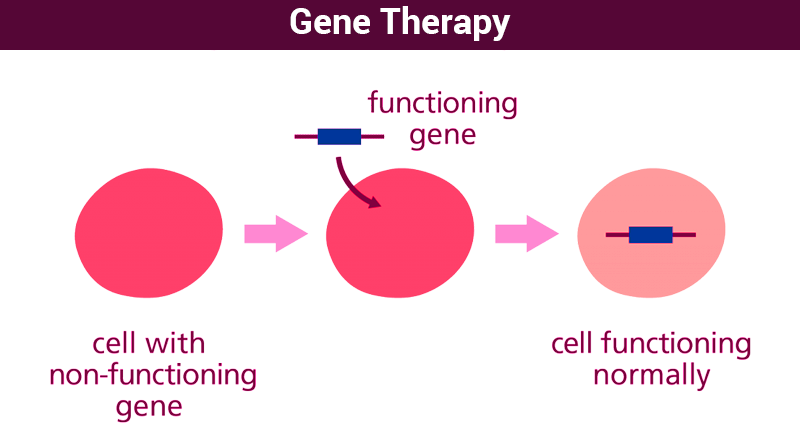 Gene Therapy
functioning
gene
cell with
non-functioning
gene
cell functioning
normally